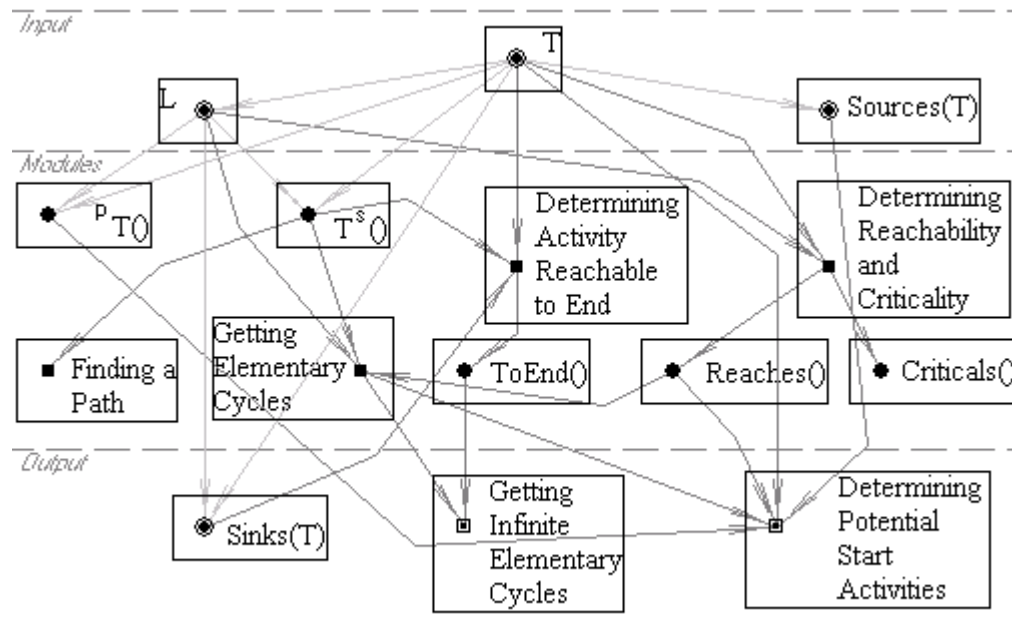 Input
T
L
Sources(T)
Modules
pT()
Ts()
Determining
Activity
Reachable
to End
Determining
Reachability
and
Criticality
Finding a
Path
Getting
Elementary
Cycles
ToEnd()
Reaches()
Criticals()
Output
Sinks(T)
Getting
Infinite
Elementary
Cycles
Determining
Potential
Start
Activities